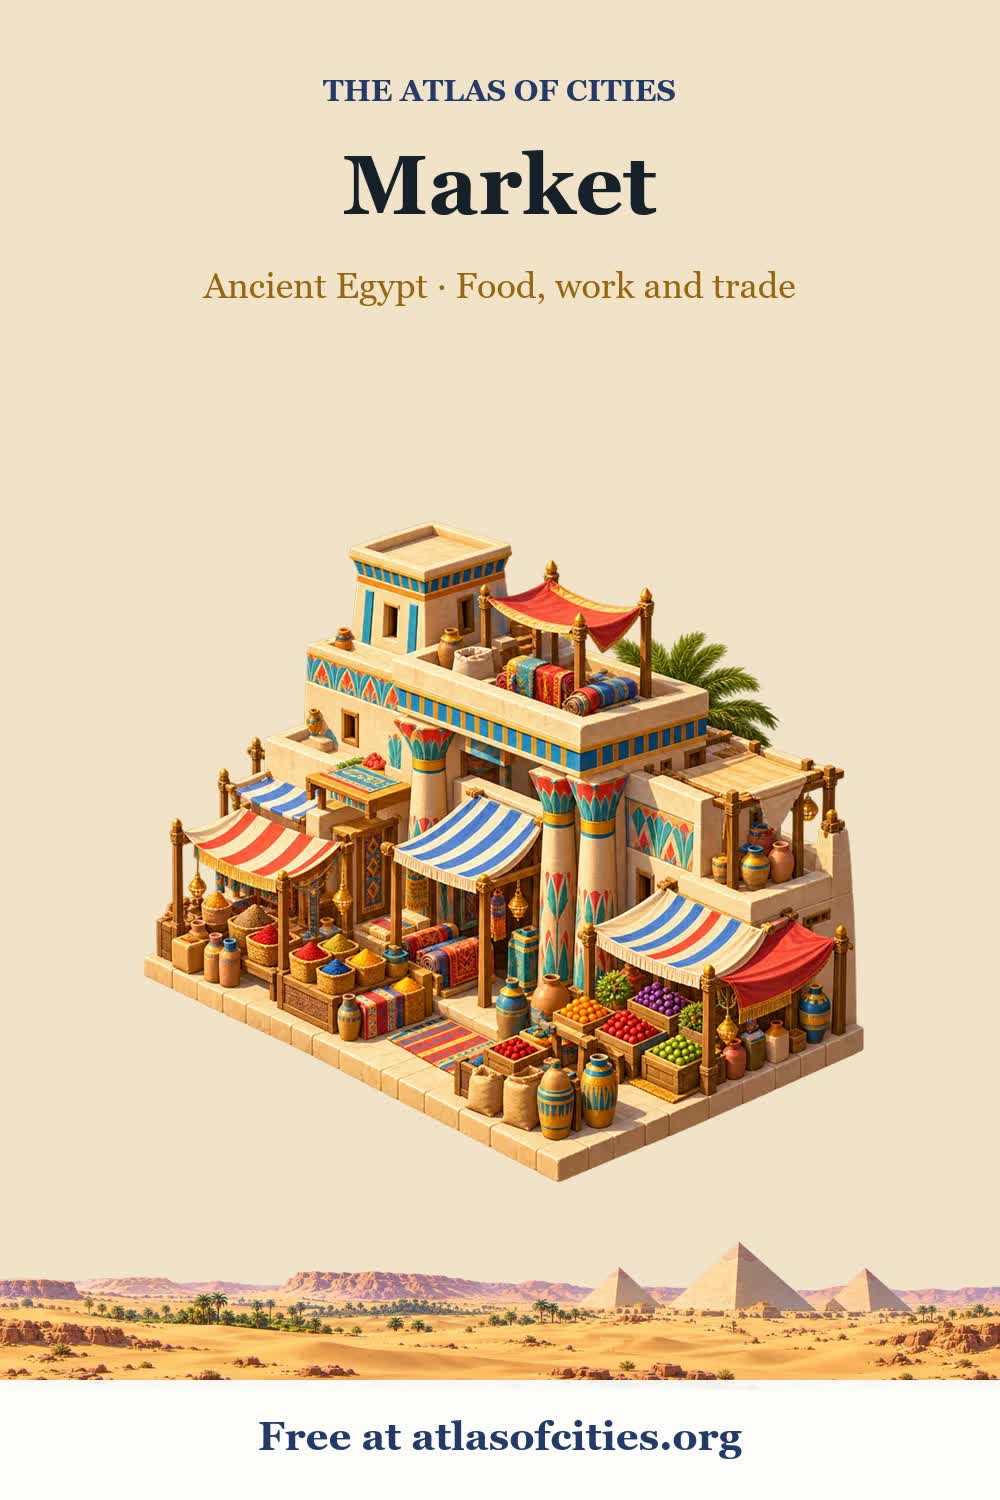 THE ATLAS OF CITIES
Market
Ancient Egypt · Food, work and trade
Free at atlasofcities.org